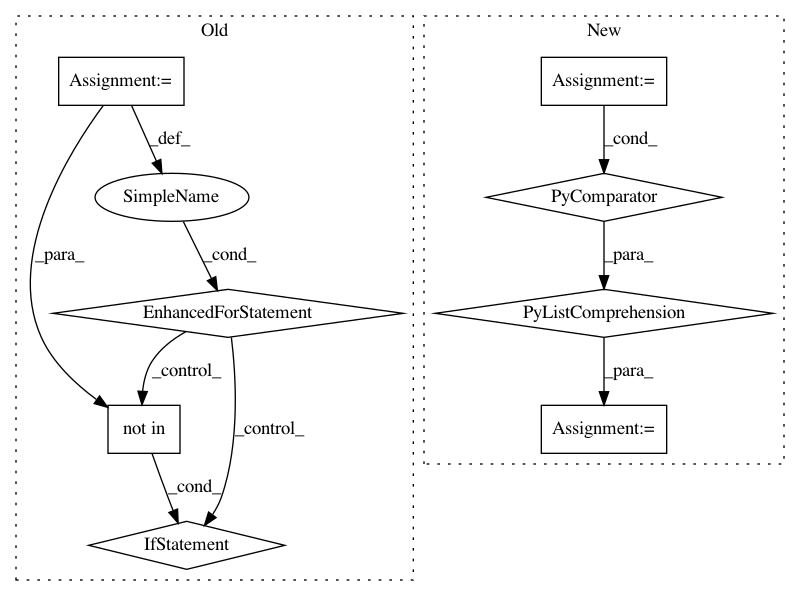 Old
New
Assignment:=
Assignment:=
_def_
_cond_
SimpleName
PyComparator
_para_
_cond_
_para_
EnhancedForStatement
PyListComprehension
_control_
_para_
not in
_control_
Assignment:=
_cond_
IfStatement